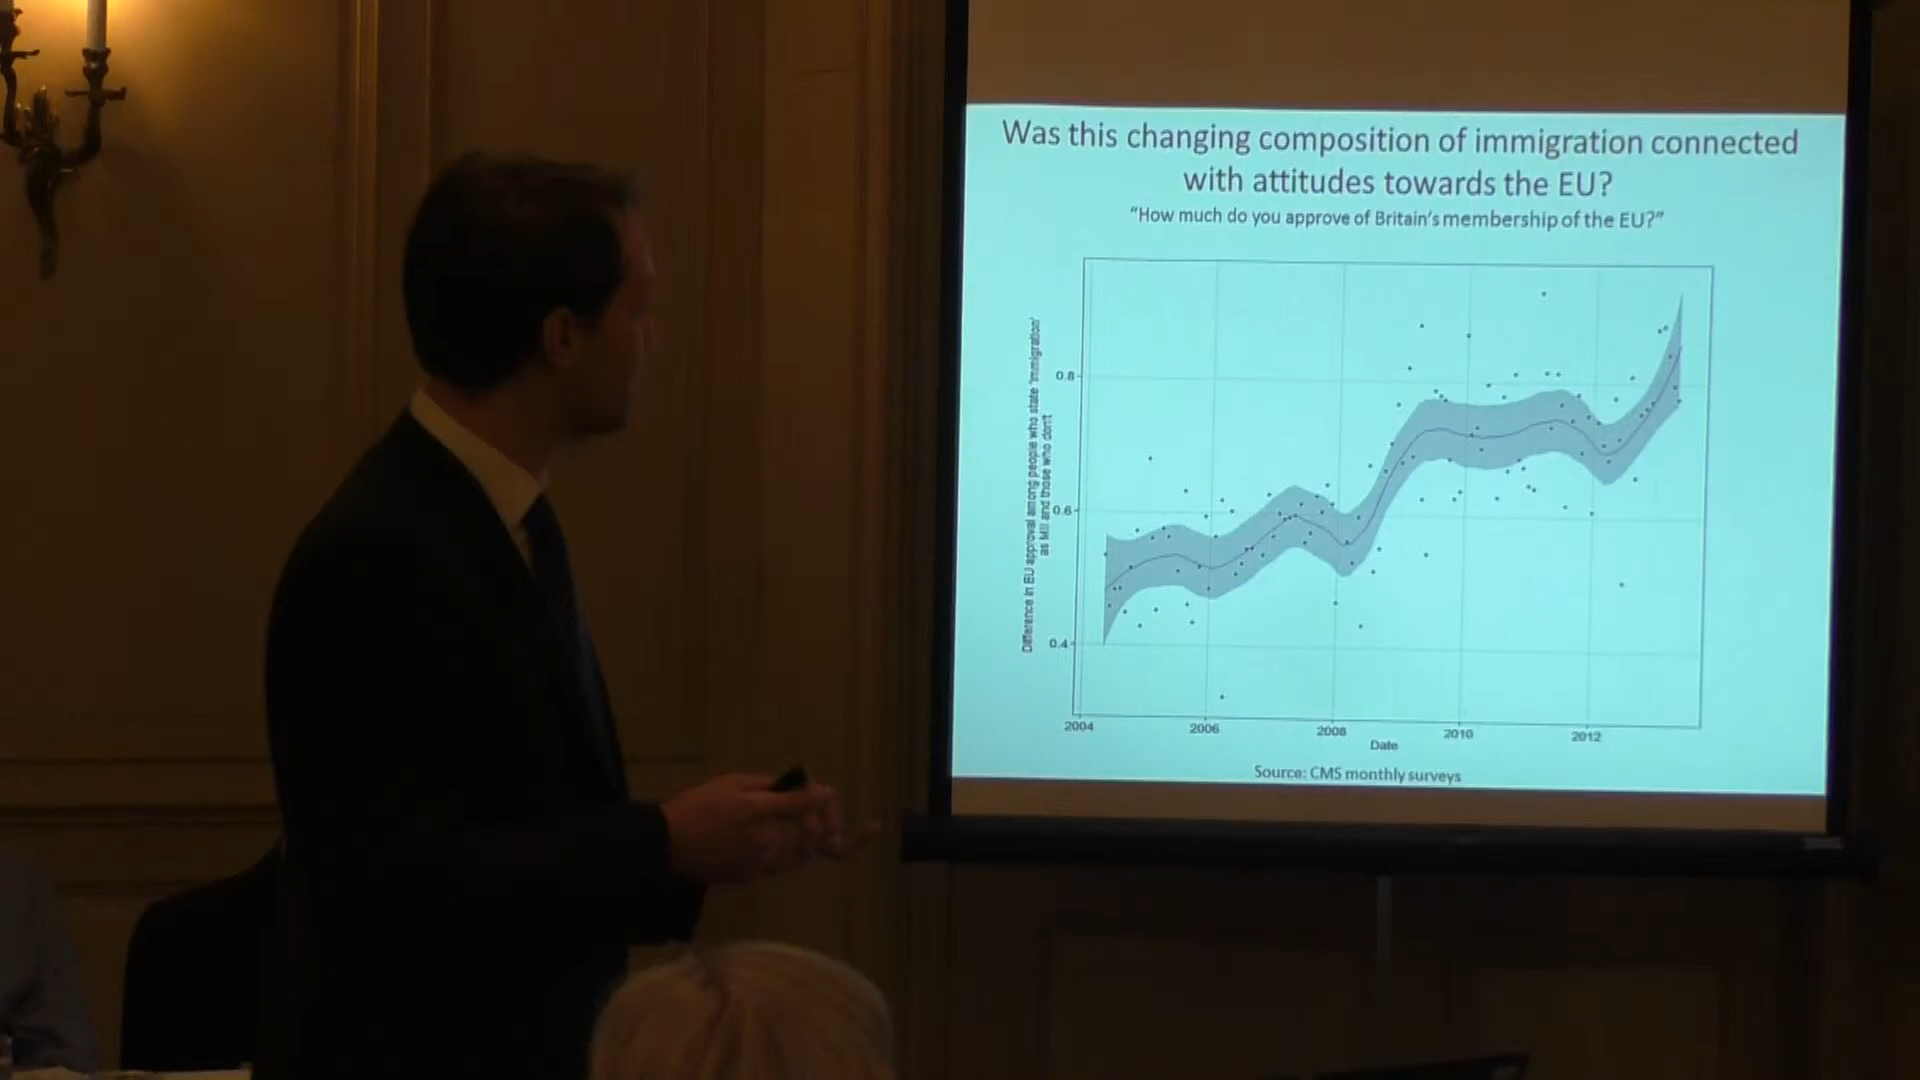 Was this changing composition of immigration connected
with attitudes towards the EU?
“How much do you approve of Britain’s membership of the EU?”
Difference in EU approval among people who state 'immigration'
as MII and those who don't
0.8
0.6
0.4
2004
2006
2008
2010
2012
Date
Source: CMS monthly surveys